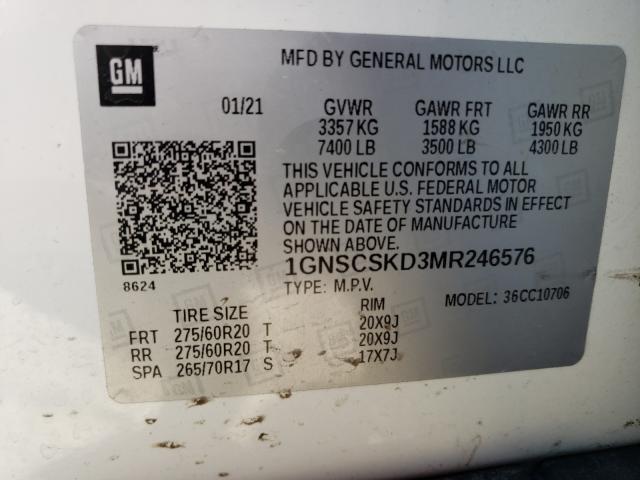 GM
MFD BY GENERAL MOTORS LLC
01/21 GVWR GAWR FRT GAWR RR
3357 KG 1588 KG 1950 KG
7400 LB 3500 LB 4300 LB
THIS VEHICLE CONFORMS TO ALL
APPLICABLE U.S. FEDERAL MOTOR
VEHICLE SAFETY STANDARDS IN EFFECT
ON THE DATE OF MANUFACTURE
SHOWN ABOVE.
1GNSCSKD3MR246576
8624
TYPE: M.P.V. MODEL: 36CC10706
TIRE SIZE RIM
FRT 275/60R20 T 20X9J
RR 275/60R20 T 20X9J
SPA 265/70R17 S 17X7J